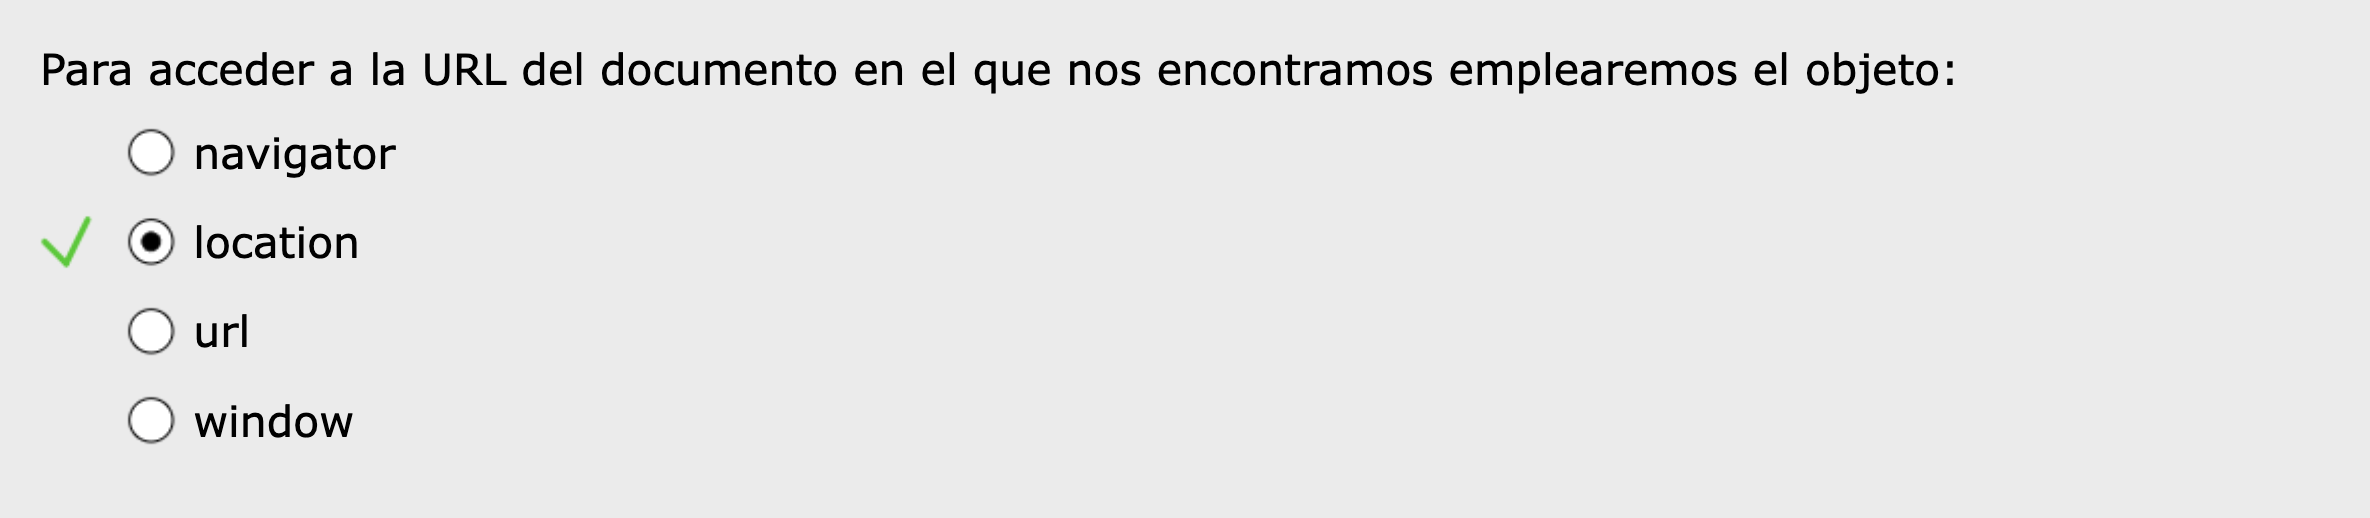 Para acceder a la URL del documento en el que nos encontramos emplearemos el objeto:
navigator
location
url
window